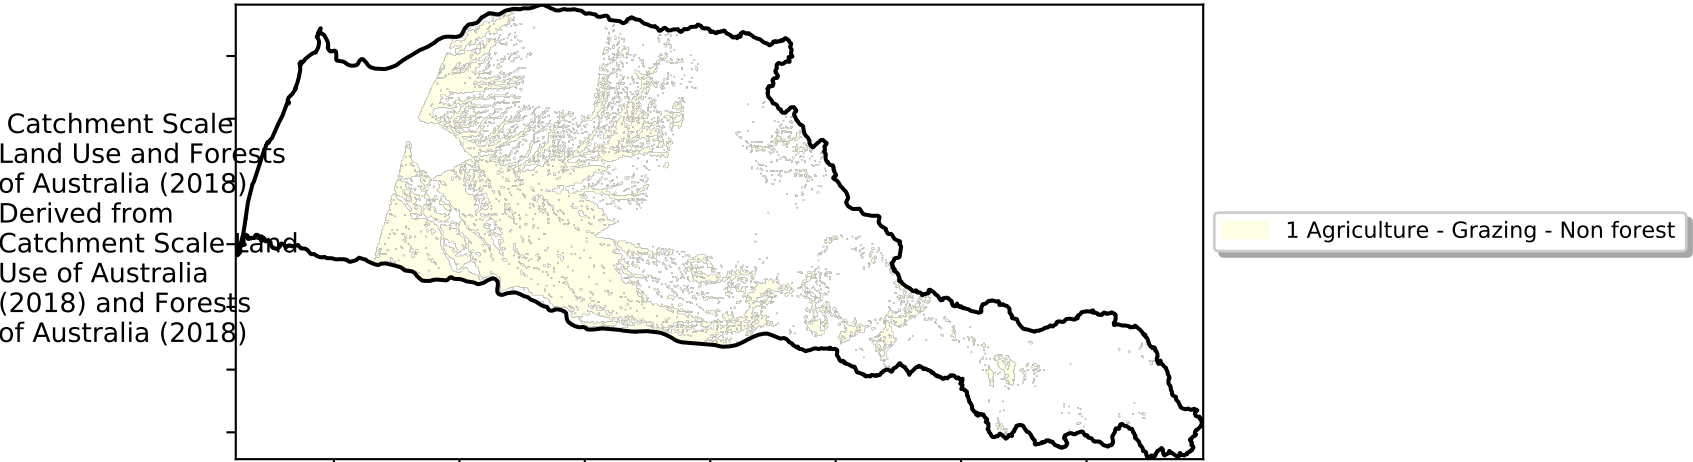 Catchment Scale
Land Use and Forests
of Australia (2018)
Derived from
Catchment Scale Land
Use of Australia
(2018) and Forests
of Australia (2018)
1 Agriculture - Grazing - Non forest